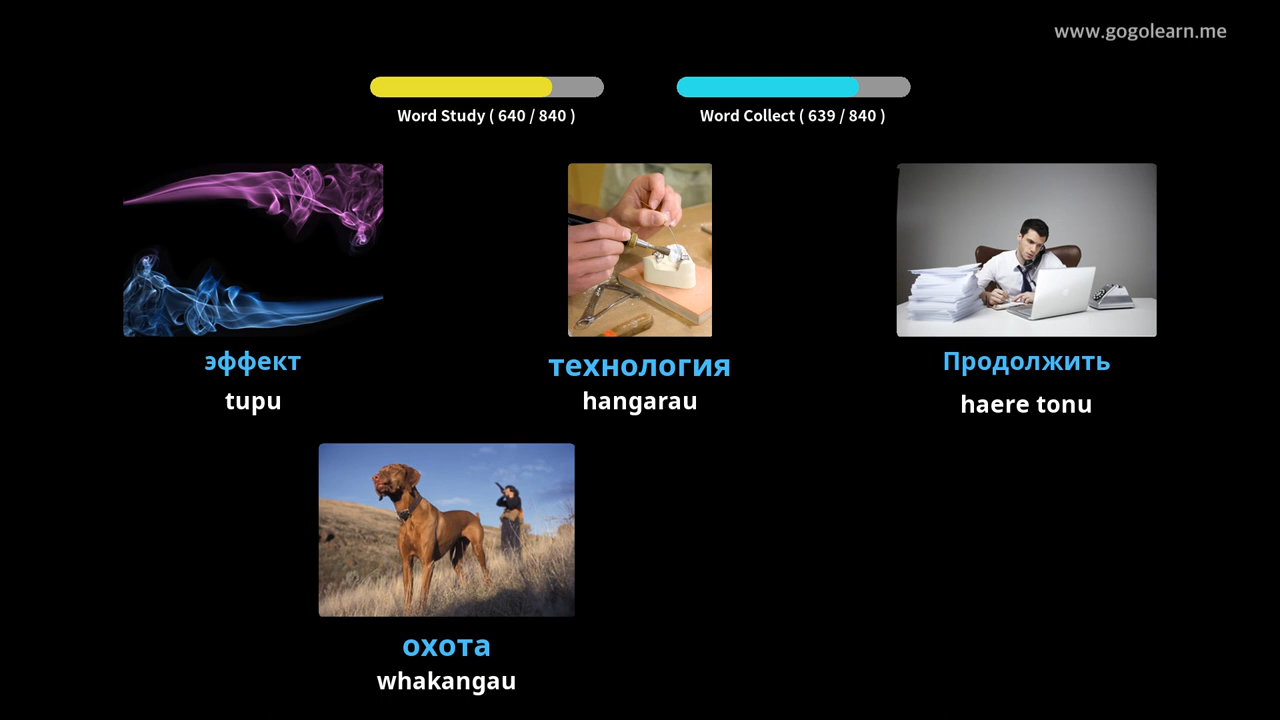 www.gogolearn.me
Word Study ( 640 / 840 )
Word Collect ( 639 / 840 )
эффект
tupu
технология
hangarau
Продолжить
haere tonu
охота
whakangau